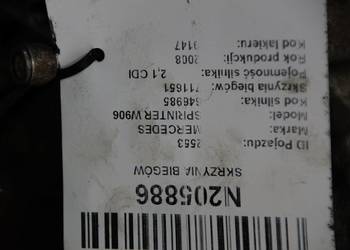 N205886
SKRZYNIA BIEGÓW
ID Pojazdu: 2553
Marka: MERCEDES
Model: SPRINTER W906
Kod silnika: 646985
Skrzynia biegów: 711651
Pojemność silnika: 2,1 CDI
Rok produkcji: 2008
Kod lakieru: 9147